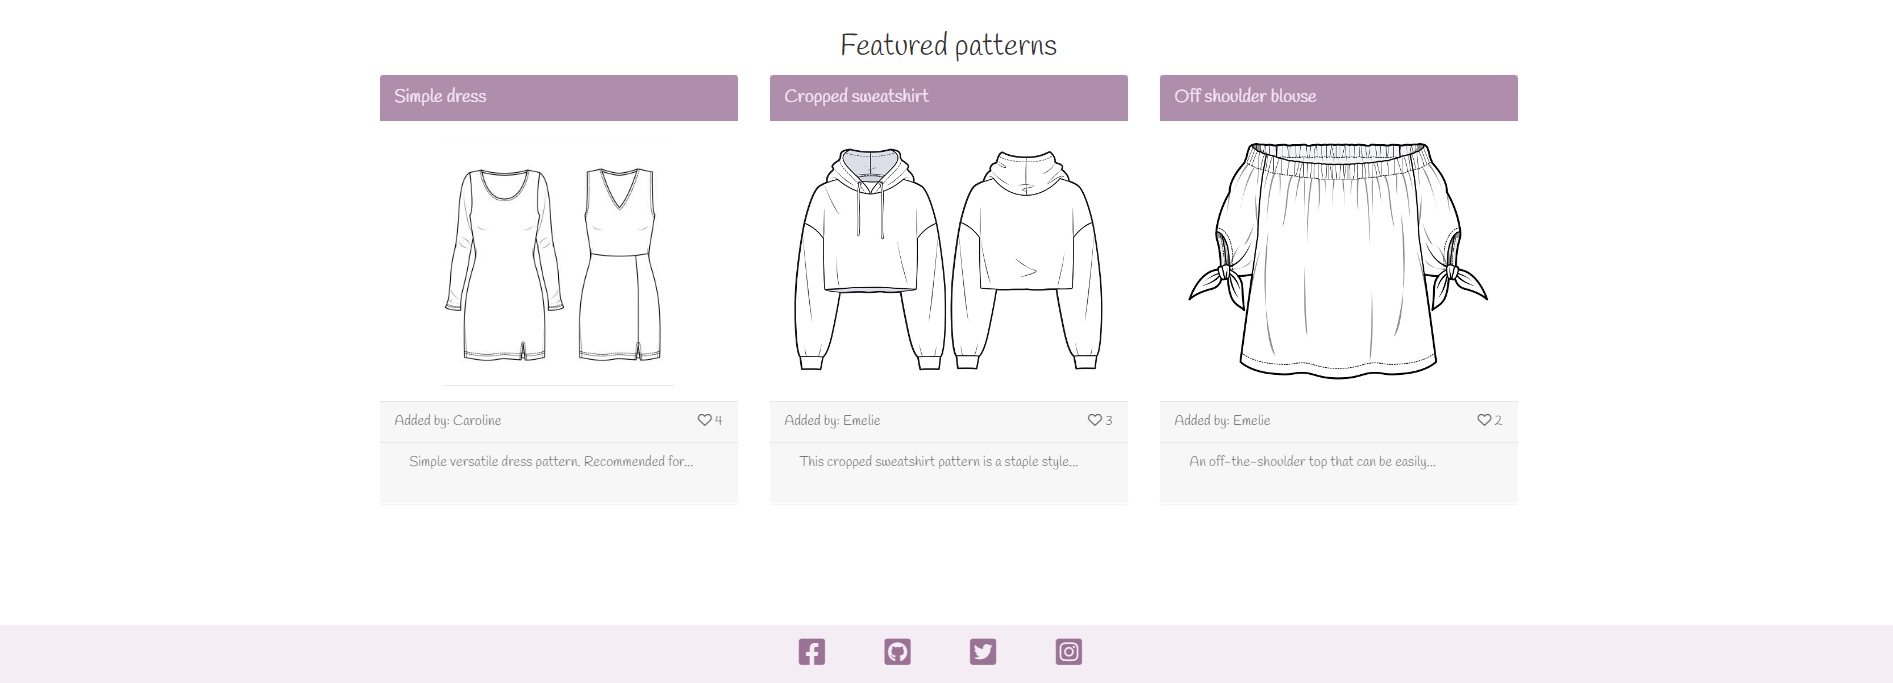 Featured patterns
Simple dress
Cropped sweatshirt
Off shoulder blouse
Added by: Caroline
4
Added by: Emelie
3
Added by: Emelie
2
Simple versatile dress pattern. Recommended for...
This cropped sweatshirt pattern is a staple style...
An off-the-shoulder top that can be easily...